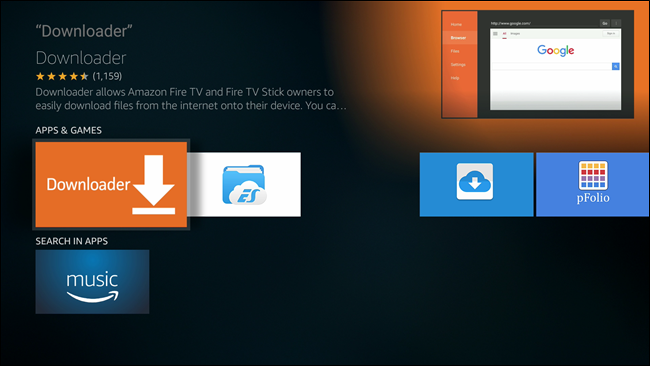 “Downloader“
Downloader
(1,159)
Downloader allows Amazon Fire TV and Fire TV Stick owners to
easily download files from the internet onto their device. You ca...
Home
Browser
Files
Settings
Help
http://www.google.com/
Go
Google
APPS & GAMES
Downloader
ES
pFolio
SEARCH IN APPS
music